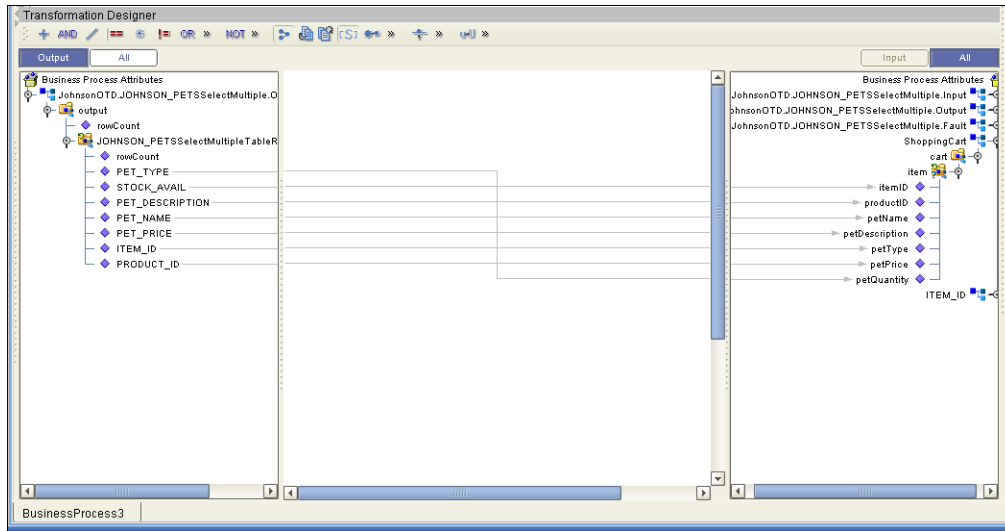 Transformation Designer
AND == != OR » NOT » [S] » » »
Output All Input All
Business Process Attributes
JohnsonOTD.JOHNSON_PETSSelectMultiple.O
output
rowCount
JOHNSON_PETSSelectMultipleTableR
rowCount
PET_TYPE
STOCK_AVAIL
PET_DESCRIPTION
PET_NAME
PET_PRICE
ITEM_ID
PRODUCT_ID
Business Process Attributes
JohnsonOTD.JOHNSON_PETSSelectMultiple.Input
ohnsonOTD.JOHNSON_PETSSelectMultiple.Output
JohnsonOTD.JOHNSON_PETSSelectMultiple.Fault
ShoppingCart
cart
item
itemID
productID
petName
petDescription
petType
petPrice
petQuantity
ITEM_ID
BusinessProcess3